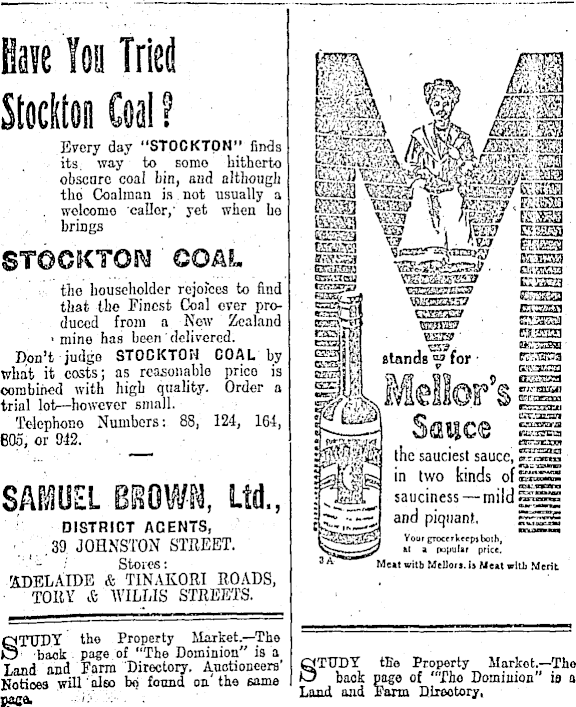 Have You Tried
Stockton Coal?
Every day "STOCKTON" finds
its way to some hitherto
obscure coal bin, and although
the Coalman is not usually a
welcome caller, yet when he
brings
STOCKTON COAL
the householder rejoices to find
that the Finest Coal ever pro-
duced from a New Zealand
mine has been delivered.
Don't judge STOCKTON COAL by
what it costs; as reasonable price is
combined with high quality. Order a
trial lot—however small.
Telephone Numbers: 88, 124, 164,
805, or 942.
SAMUEL BROWN, Ltd.,
DISTRICT AGENTS,
39 JOHNSTON STREET.
Stores:
ADELAIDE & TINAKORI ROADS,
TORY & WILLIS STREETS.
STUDY the Property Market.—The
back page of "The Dominion" is a
Land and Farm Directory. Auctioneers'
Notices will also be found on the same
page.
M
stands for
Mellor's
Sauce
the sauciest sauce,
in two kinds of
sauciness—mild
and piquant.
Your grocer keeps both,
at a popular price.
3A
Meat with Mellors. is Meat with Merit
STUDY the Property Market.—The
back page of "The Dominion" is a
Land and Farm Directory.